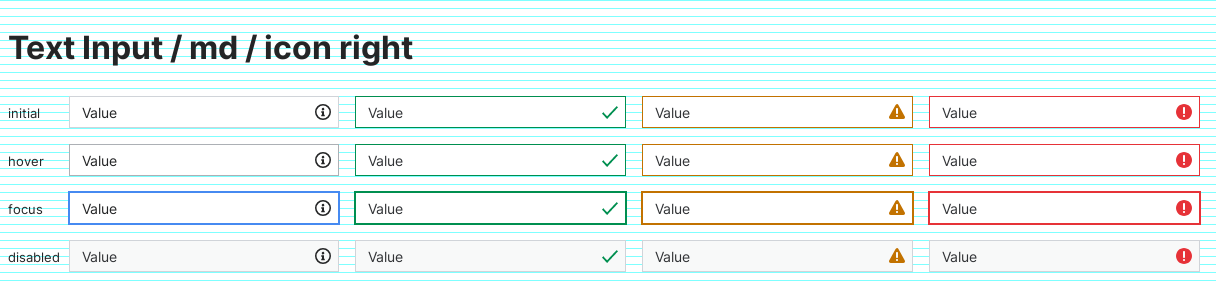 Text Input / md / icon right
initial Value Value Value Value
hover Value Value Value Value
focus Value Value Value Value
disabled Value Value Value Value